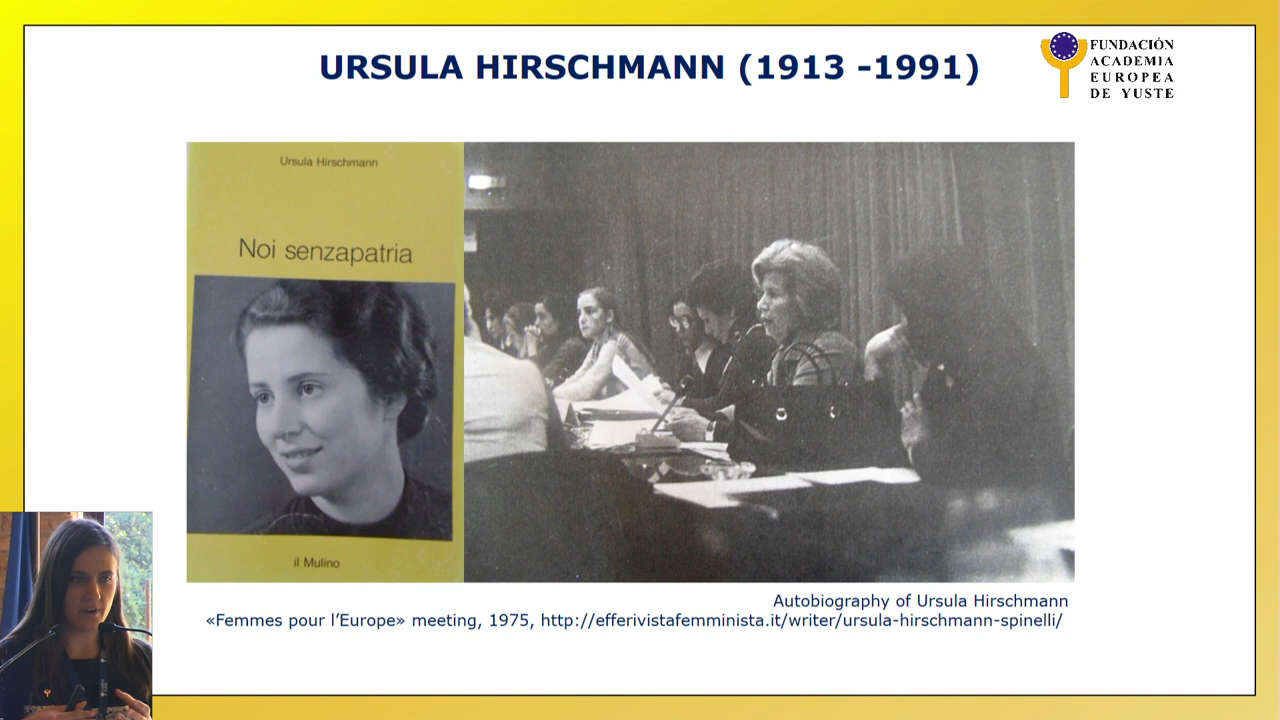 URSULA HIRSCHMANN (1913 -1991)
FUNDACIÓN
ACADEMIA
EUROPEA
DE YUSTE
Ursula Hirschmann
Noi senzapatria
il Mulino
Autobiography of Ursula Hirschmann
«Femmes pour l’Europe» meeting, 1975, http://efferivistafemminista.it/writer/ursula-hirschmann-spinelli/